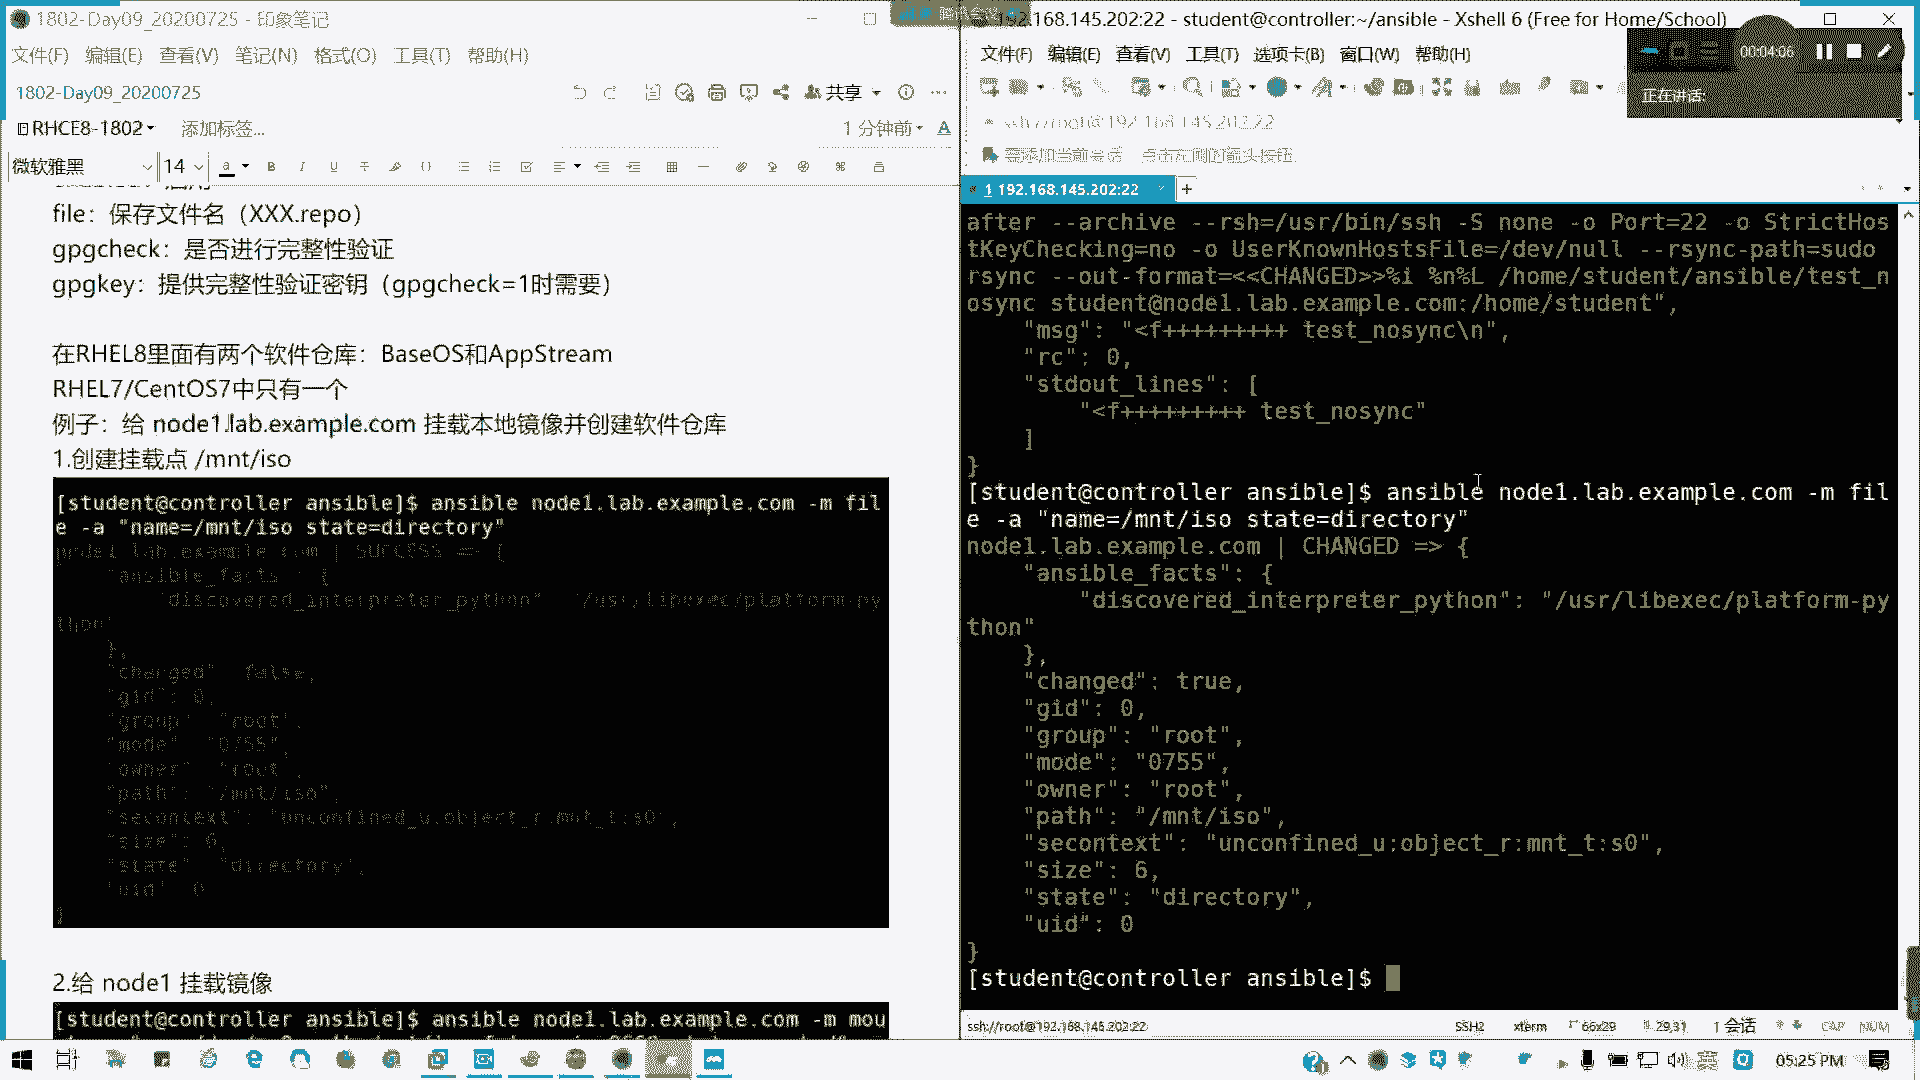 1802-Day09_20200725 - 印象笔记
文件(F) 编辑(E) 查看(V) 笔记(N) 格式(O) 工具(T) 帮助(H)
1802-Day09_20200725
共享
RHCE8-1802
添加标签...
1 分钟前
微软雅黑
14
file：保存文件名（XXX.repo）
gpgcheck：是否进行完整性验证
gpgkey：提供完整性验证密钥（gpgcheck=1时需要）
在RHEL8里面有两个软件仓库：BaseOS和AppStream
RHEL7/CentOS7中只有一个
例子：给 node1.lab.example.com 挂载本地镜像并创建软件仓库
1.创建挂载点 /mnt/iso
[student@controller ansible]$ ansible node1.lab.example.com -m fil
e -a "name=/mnt/iso state=directory"
node1.lab.example.com | SUCCESS => {
"ansible_facts": {
"discovered_interpreter_python": "/usr/libexec/platform-py
thon"
},
"changed": false,
"gid": 0,
"group": "root",
"mode": "0755",
"owner": "root",
"path": "/mnt/iso",
"secontext": "unconfined_u:object_r:mnt_t:s0",
"size": 6,
"state": "directory",
"uid": 0
}
2.给 node1 挂载镜像
[student@controller ansible]$ ansible node1.lab.example.com -m mou
腾讯会议
192.168.145.202:22 - student@controller:~/ansible - Xshell 6 (Free for Home/School)
文件(F) 编辑(E) 查看(V) 工具(T) 选项卡(B) 窗口(W) 帮助(H)
00:04:06
正在讲话:
ssh://root@192.168.145.202:22
要添加当前会话，点击左侧的箭头按钮。
1 192.168.145.202:22
after --archive --rsh=/usr/bin/ssh -S none -o Port=22 -o StrictHos
tKeyChecking=no -o UserKnownHostsFile=/dev/null --rsync-path=sudo
rsync --out-format=<<CHANGED>>%i %n%L /home/student/ansible/test_n
osync student@node1.lab.example.com:/home/student",
"msg": "<f+++++++++ test_nosync\n",
"rc": 0,
"stdout_lines": [
"<f+++++++++ test_nosync"
]
}
[student@controller ansible]$ ansible node1.lab.example.com -m fil
e -a "name=/mnt/iso state=directory"
node1.lab.example.com | CHANGED => {
"ansible_facts": {
"discovered_interpreter_python": "/usr/libexec/platform-py
thon"
},
"changed": true,
"gid": 0,
"group": "root",
"mode": "0755",
"owner": "root",
"path": "/mnt/iso",
"secontext": "unconfined_u:object_r:mnt_t:s0",
"size": 6,
"state": "directory",
"uid": 0
}
[student@controller ansible]$
ssh://root@192.168.145.202:22
SSH2 xterm 66x29 29,31 1 会话 CAP NUM
05:25 PM